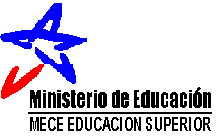 Ministerio de Educación
MECE EDUCACION SUPERIOR